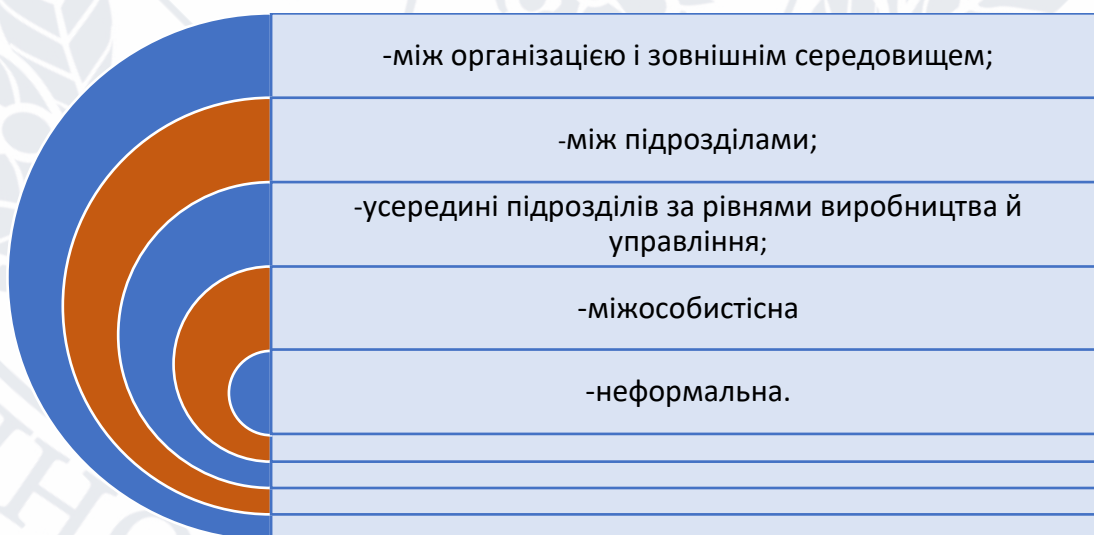 -між організацією і зовнішнім середовищем;
-між підрозділами;
-усередині підрозділів за рівнями виробництва й
управління;
-міжособистісна
-неформальна.